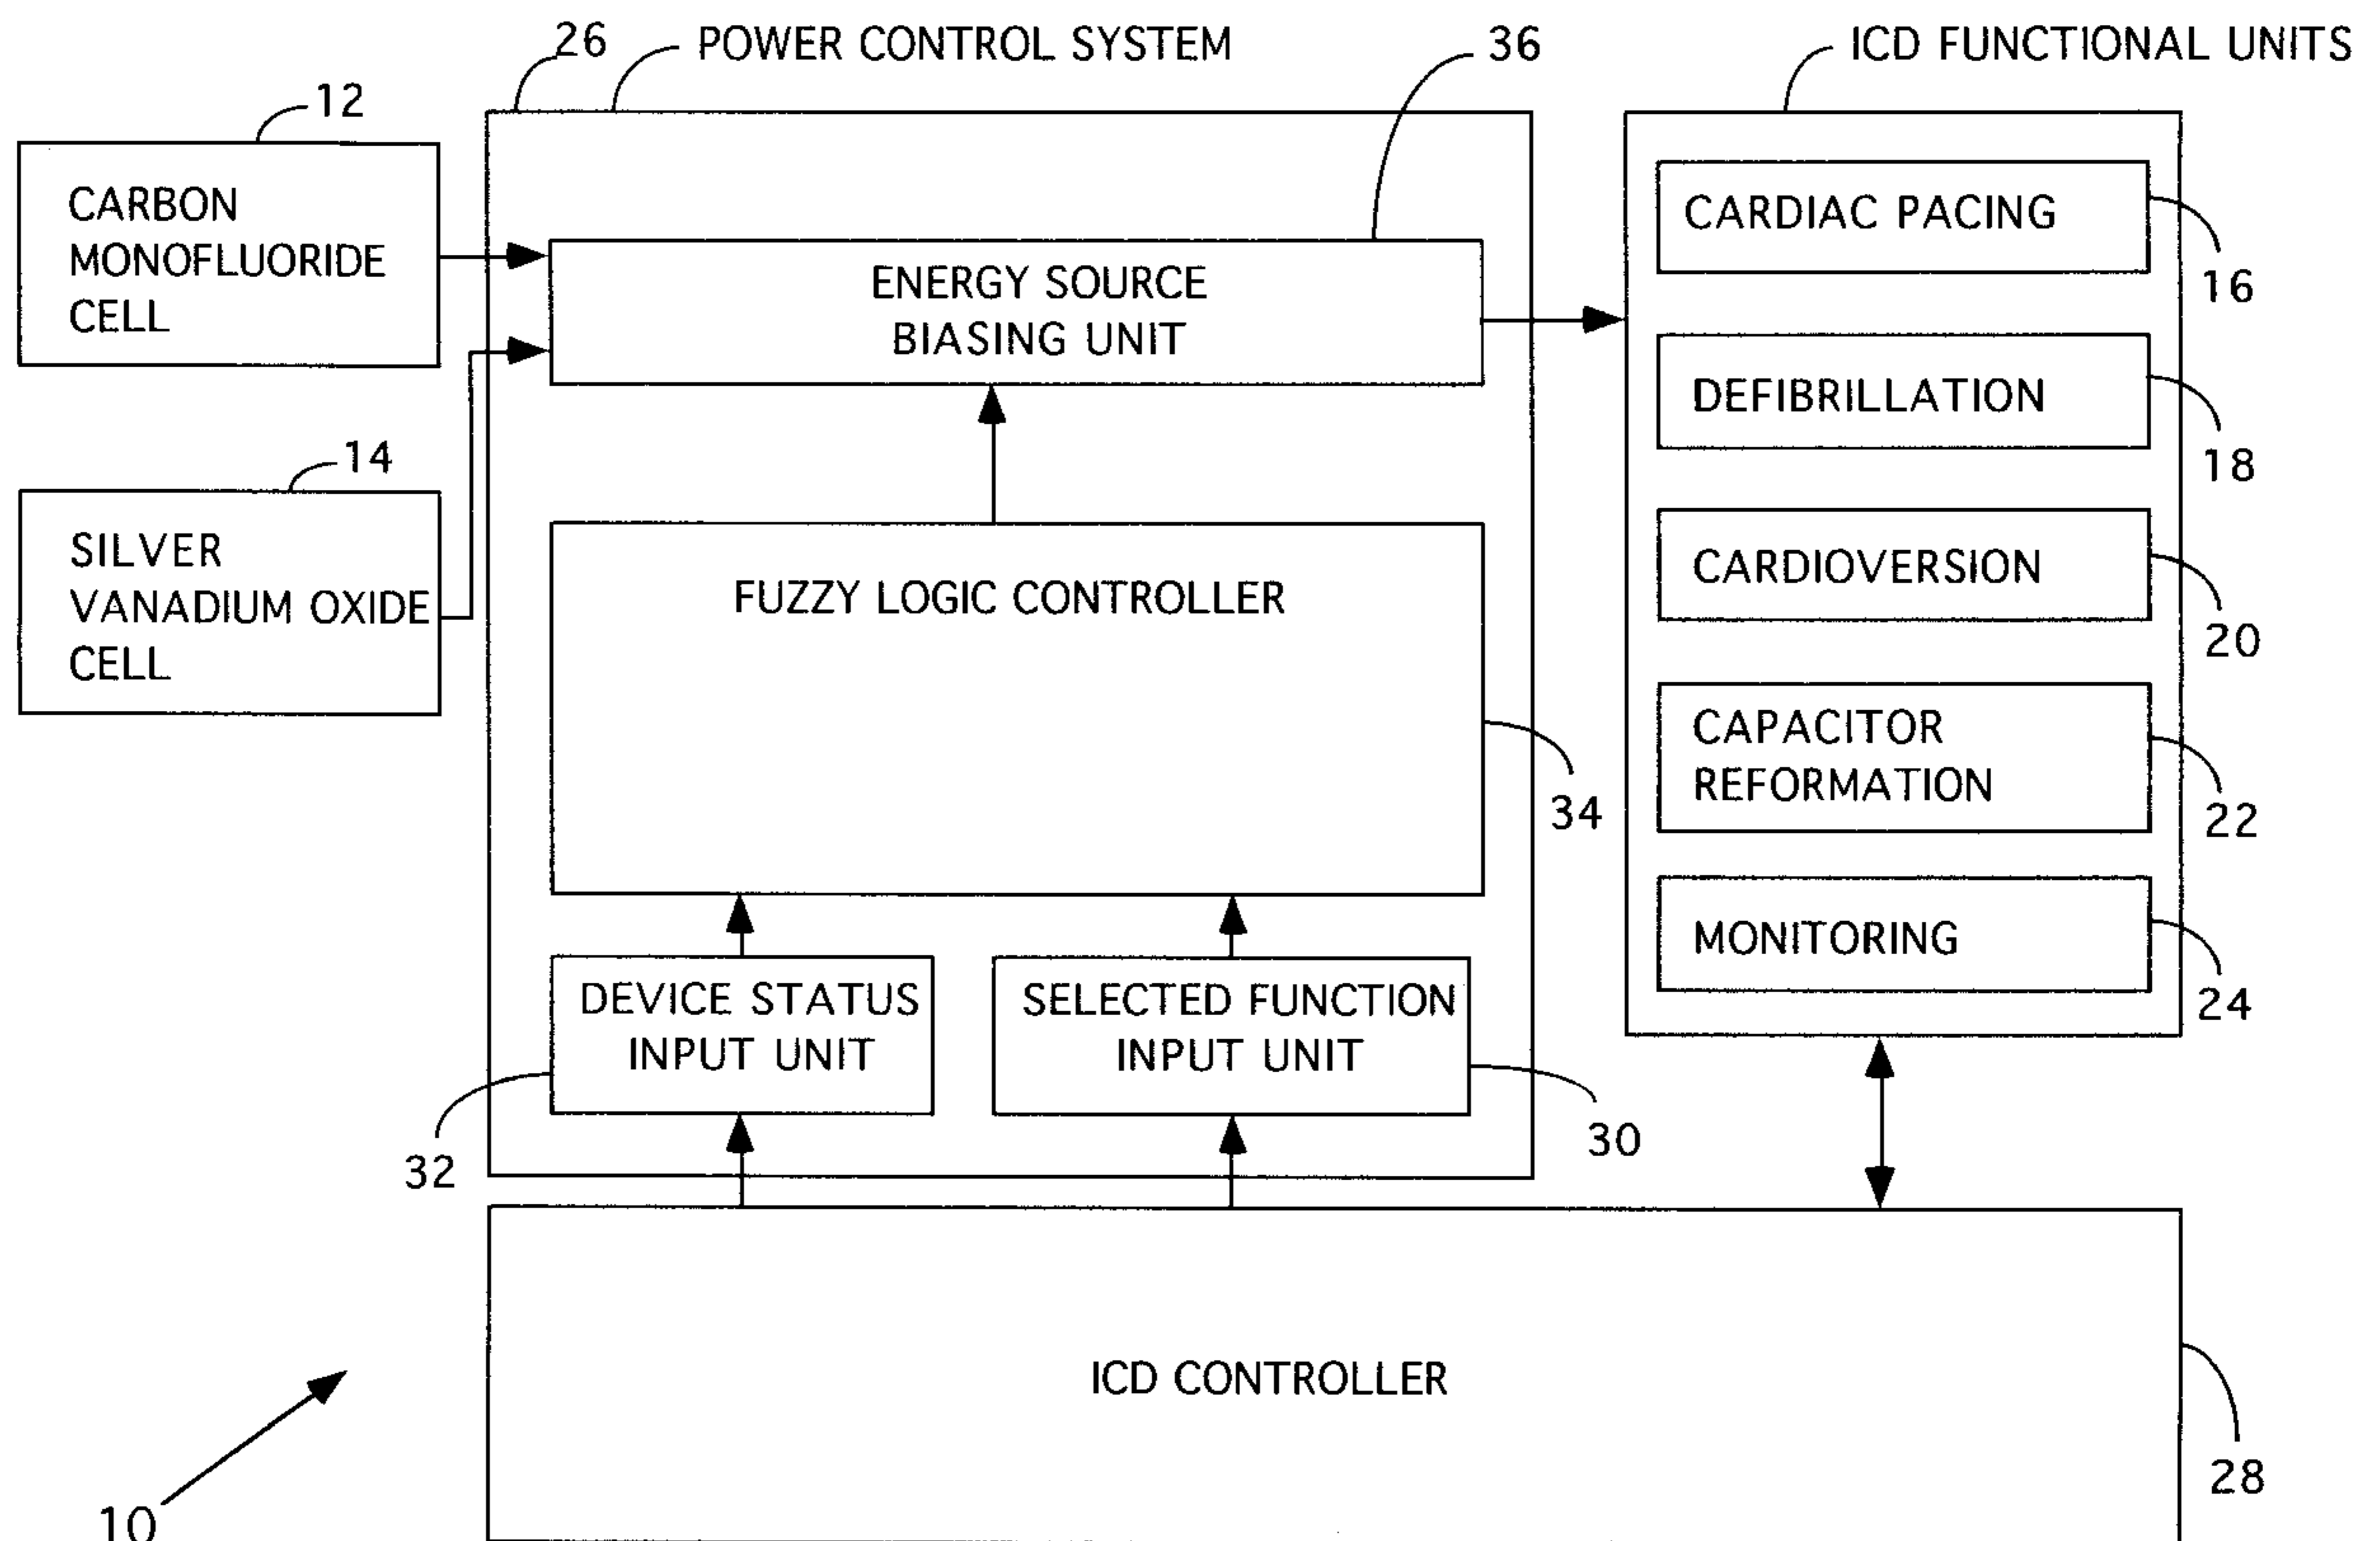 26
POWER CONTROL SYSTEM
36
ICD FUNCTIONAL UNITS
12
CARBON
MONOFLUORIDE
CELL
ENERGY SOURCE
BIASING UNIT
CARDIAC PACING
16
DEFIBRILLATION
18
14
SILVER
VANADIUM OXIDE
CELL
FUZZY LOGIC CONTROLLER
34
CARDIOVERSION
20
CAPACITOR
REFORMATION
22
MONITORING
24
DEVICE STATUS
INPUT UNIT
32
SELECTED FUNCTION
INPUT UNIT
30
ICD CONTROLLER
28
10